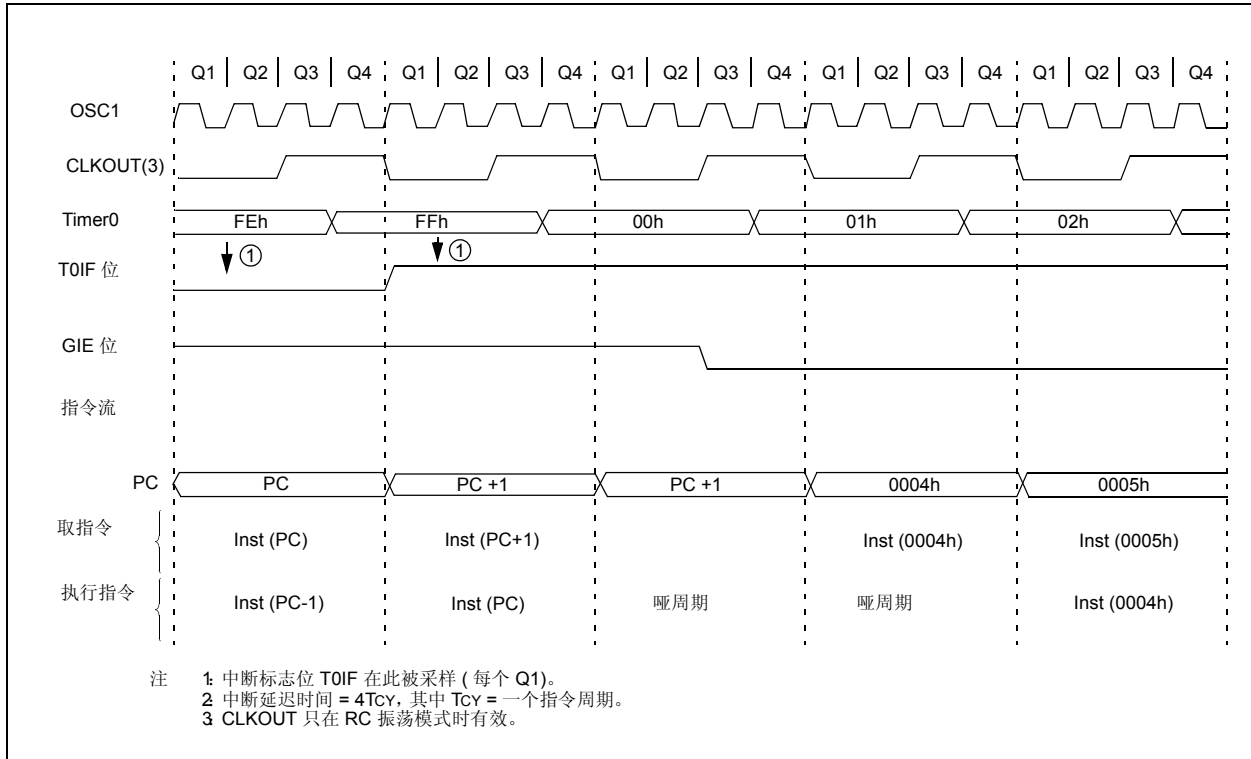 Q1 Q2 Q3 Q4 Q1 Q2 Q3 Q4 Q1 Q2 Q3 Q4 Q1 Q2 Q3 Q4 Q1 Q2 Q3 Q4
OSC1
CLKOUT(3)
Timer0 FEh FFh 00h 01h 02h
① ①
T0IF 位
GIE 位
指令流
PC PC PC +1 PC +1 0004h 0005h
取指令 Inst (PC) Inst (PC+1) Inst (0004h) Inst (0005h)
执行指令 Inst (PC-1) Inst (PC) 哑周期 哑周期 Inst (0004h)
注 1: 中断标志位 T0IF 在此被采样 ( 每个 Q1)。
2: 中断延迟时间 = 4TCY, 其中 TCY = 一个指令周期。
3: CLKOUT 只在 RC 振荡模式时有效。